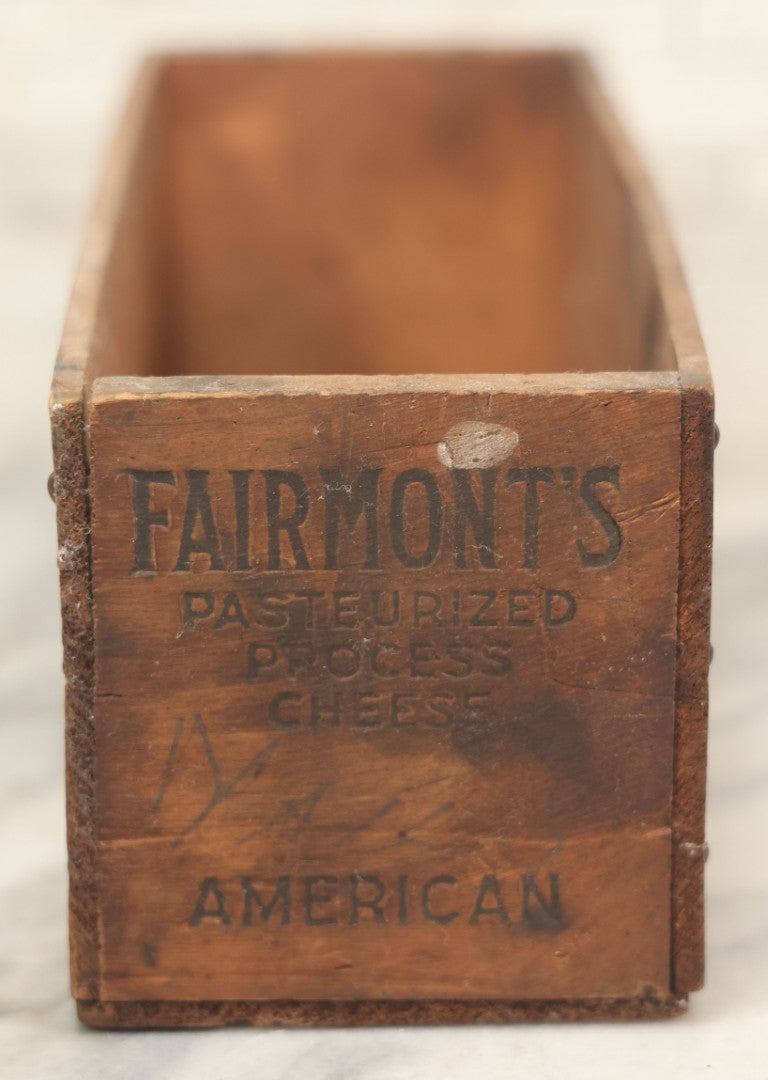 FAIRMONT'S
PASTEURIZED
PROCESS
CHEESE
AMERICAN